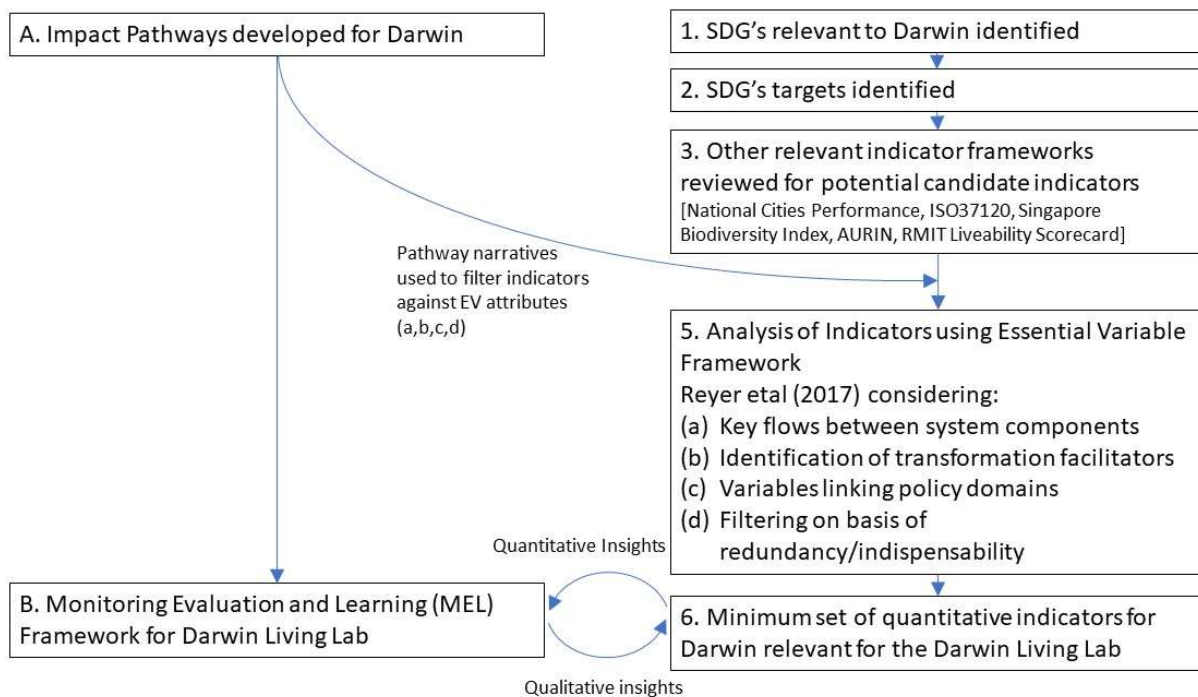 A. Impact Pathways developed for Darwin
1. SDG's relevant to Darwin identified
2. SDG's targets identified
3. Other relevant indicator frameworks
reviewed for potential candidate indicators
[National Cities Performance, ISO37120, Singapore
Biodiversity Index, AURIN, RMIT Liveability Scorecard]
Pathway narratives
used to filter indicators
against EV attributes
(a,b,c,d)
5. Analysis of Indicators using Essential Variable
Framework
Reyer etal (2017) considering:
(a) Key flows between system components
(b) Identification of transformation facilitators
(c) Variables linking policy domains
(d) Filtering on basis of
redundancy/indispensability
Quantitative Insights
B. Monitoring Evaluation and Learning (MEL)
Framework for Darwin Living Lab
6. Minimum set of quantitative indicators for
Darwin relevant for the Darwin Living Lab
Qualitative insights